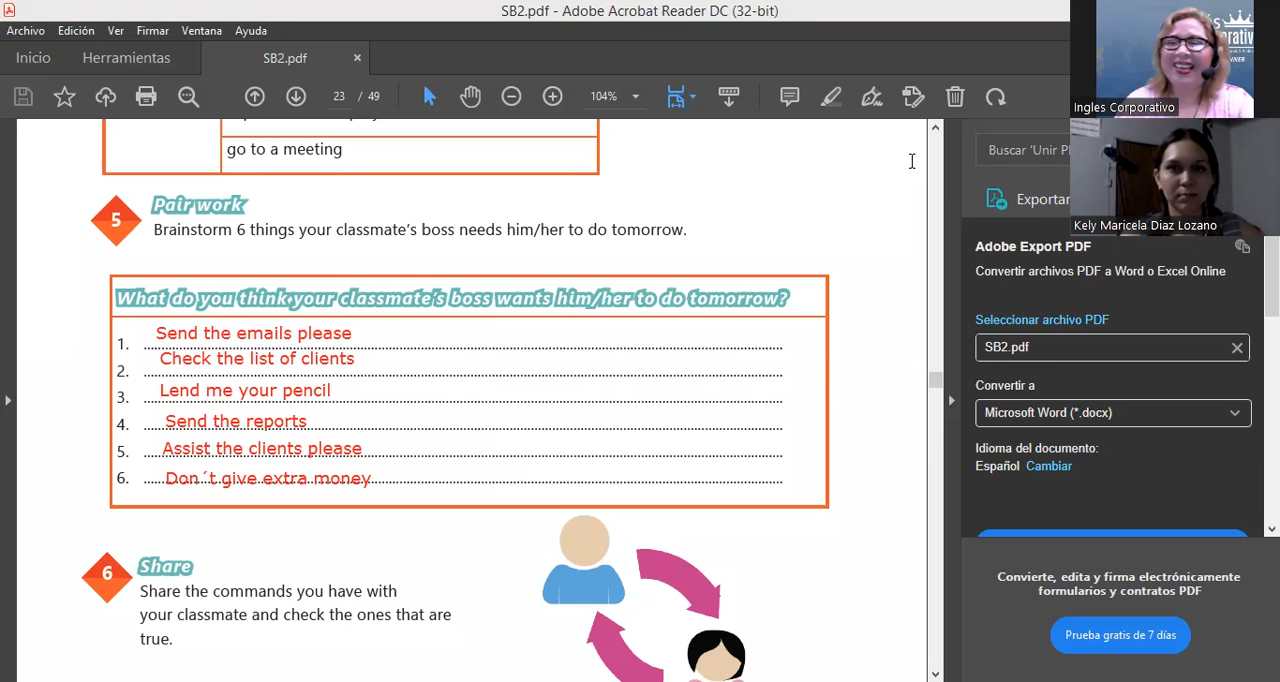 SB2.pdf - Adobe Acrobat Reader DC (32-bit)
Archivo Edición Ver Firmar Ventana Ayuda
Inicio Herramientas SB2.pdf ×
23 / 49 104%
go to a meeting
5 Pair work
Brainstorm 6 things your classmate's boss needs him/her to do tomorrow.
What do you think your classmate's boss wants him/her to do tomorrow?
1. Send the emails please
2. Check the list of clients
3. Lend me your pencil
4. Send the reports
5. Assist the clients please
6. Don´t give extra money
6 Share
Share the commands you have with
your classmate and check the ones that are
true.
Ingles Corporativo
Kely Maricela Diaz Lozano
Buscar 'Unir P
Exportar
Adobe Export PDF
Convertir archivos PDF a Word o Excel Online
Seleccionar archivo PDF
SB2.pdf
Convertir a
Microsoft Word (*.docx)
Idioma del documento:
Español Cambiar
Convierte, edita y firma electrónicamente
formularios y contratos PDF
Prueba gratis de 7 días